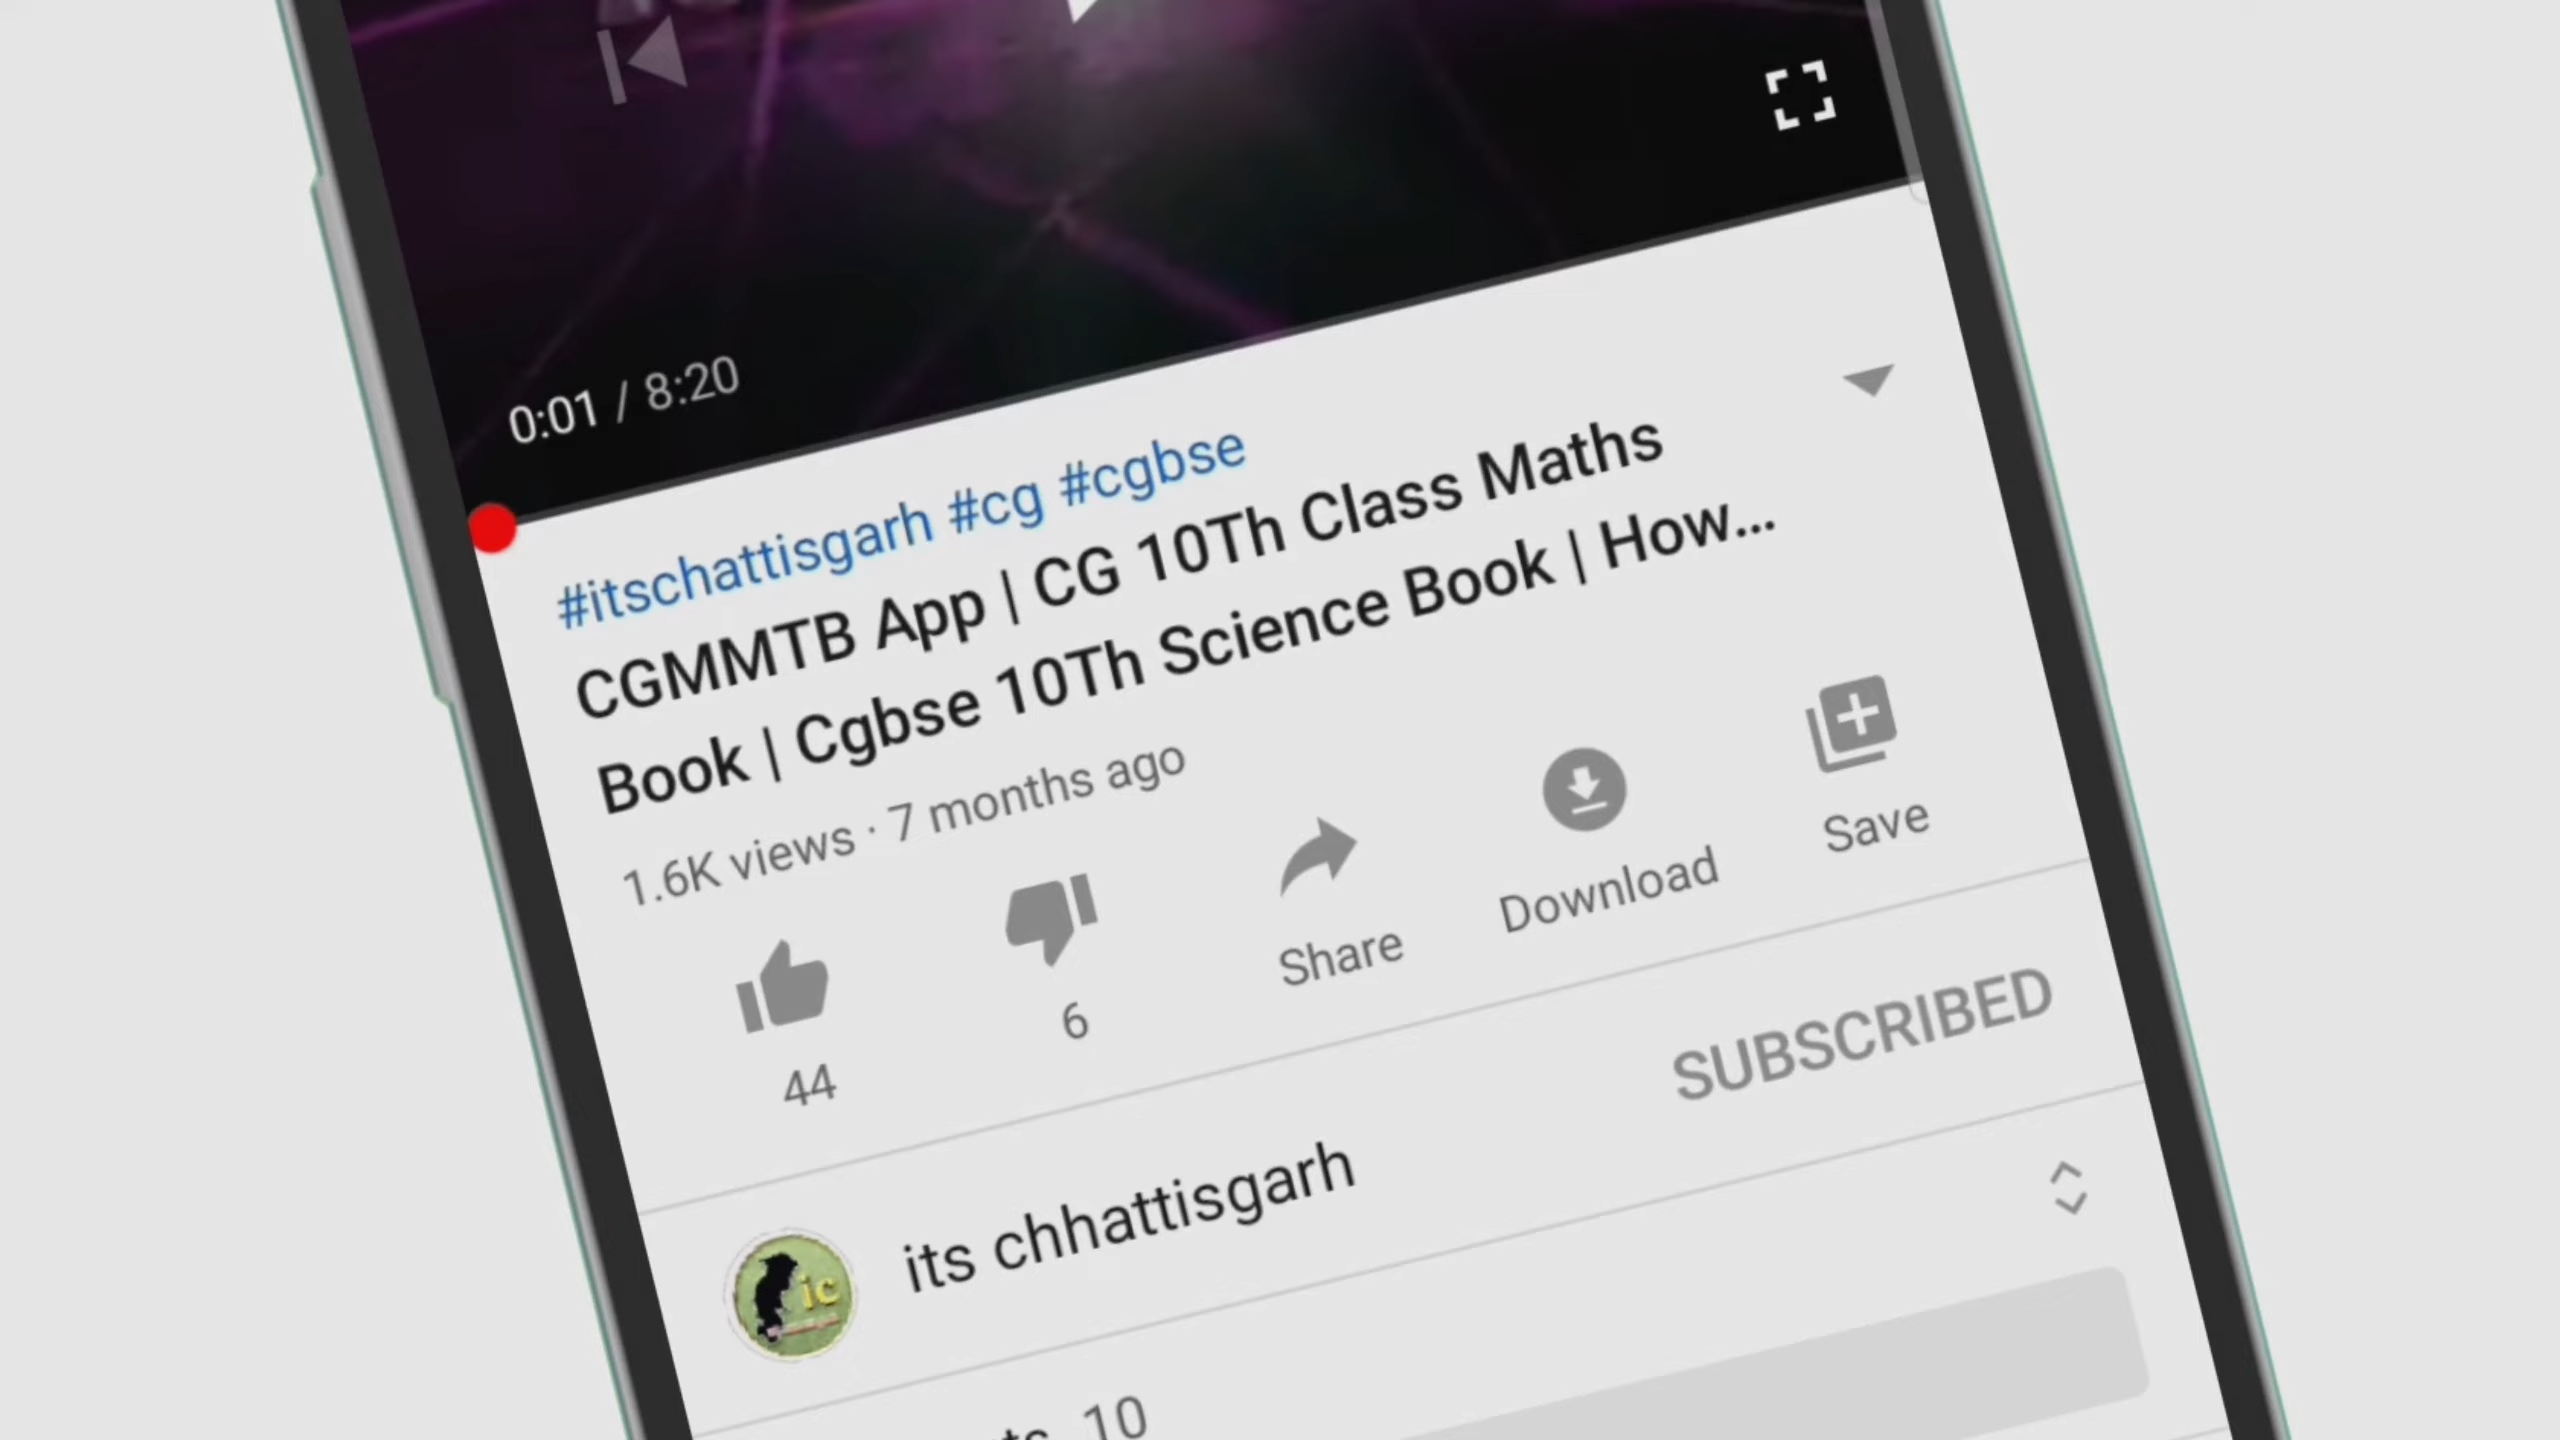 0:01 / 8:20
#itschattisgarh #cg #cgbse
CGMMTB App | CG 10Th Class Maths
Book | Cgbse 10Th Science Book | How...
1.6K views · 7 months ago
44
6
Share
Download
Save
its chhattisgarh
SUBSCRIBED
ic
10